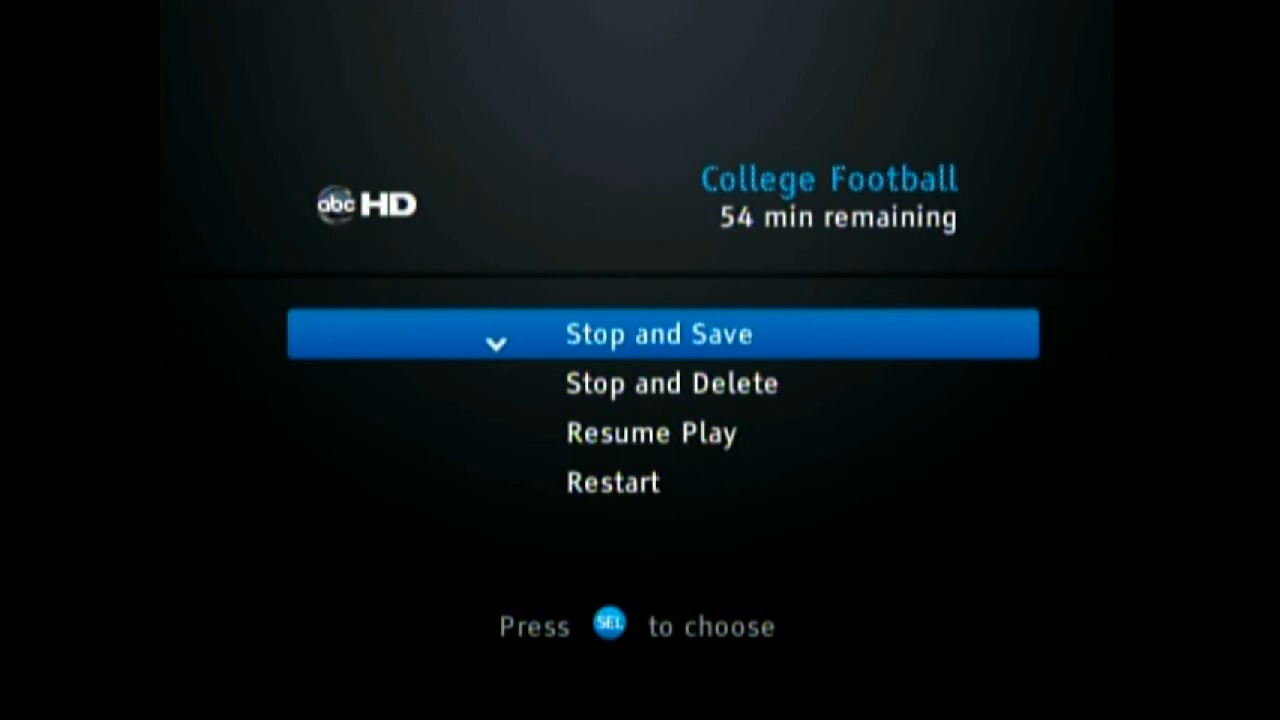 abc HD
College Football
54 min remaining
Stop and Save
Stop and Delete
Resume Play
Restart
Press SEL to choose